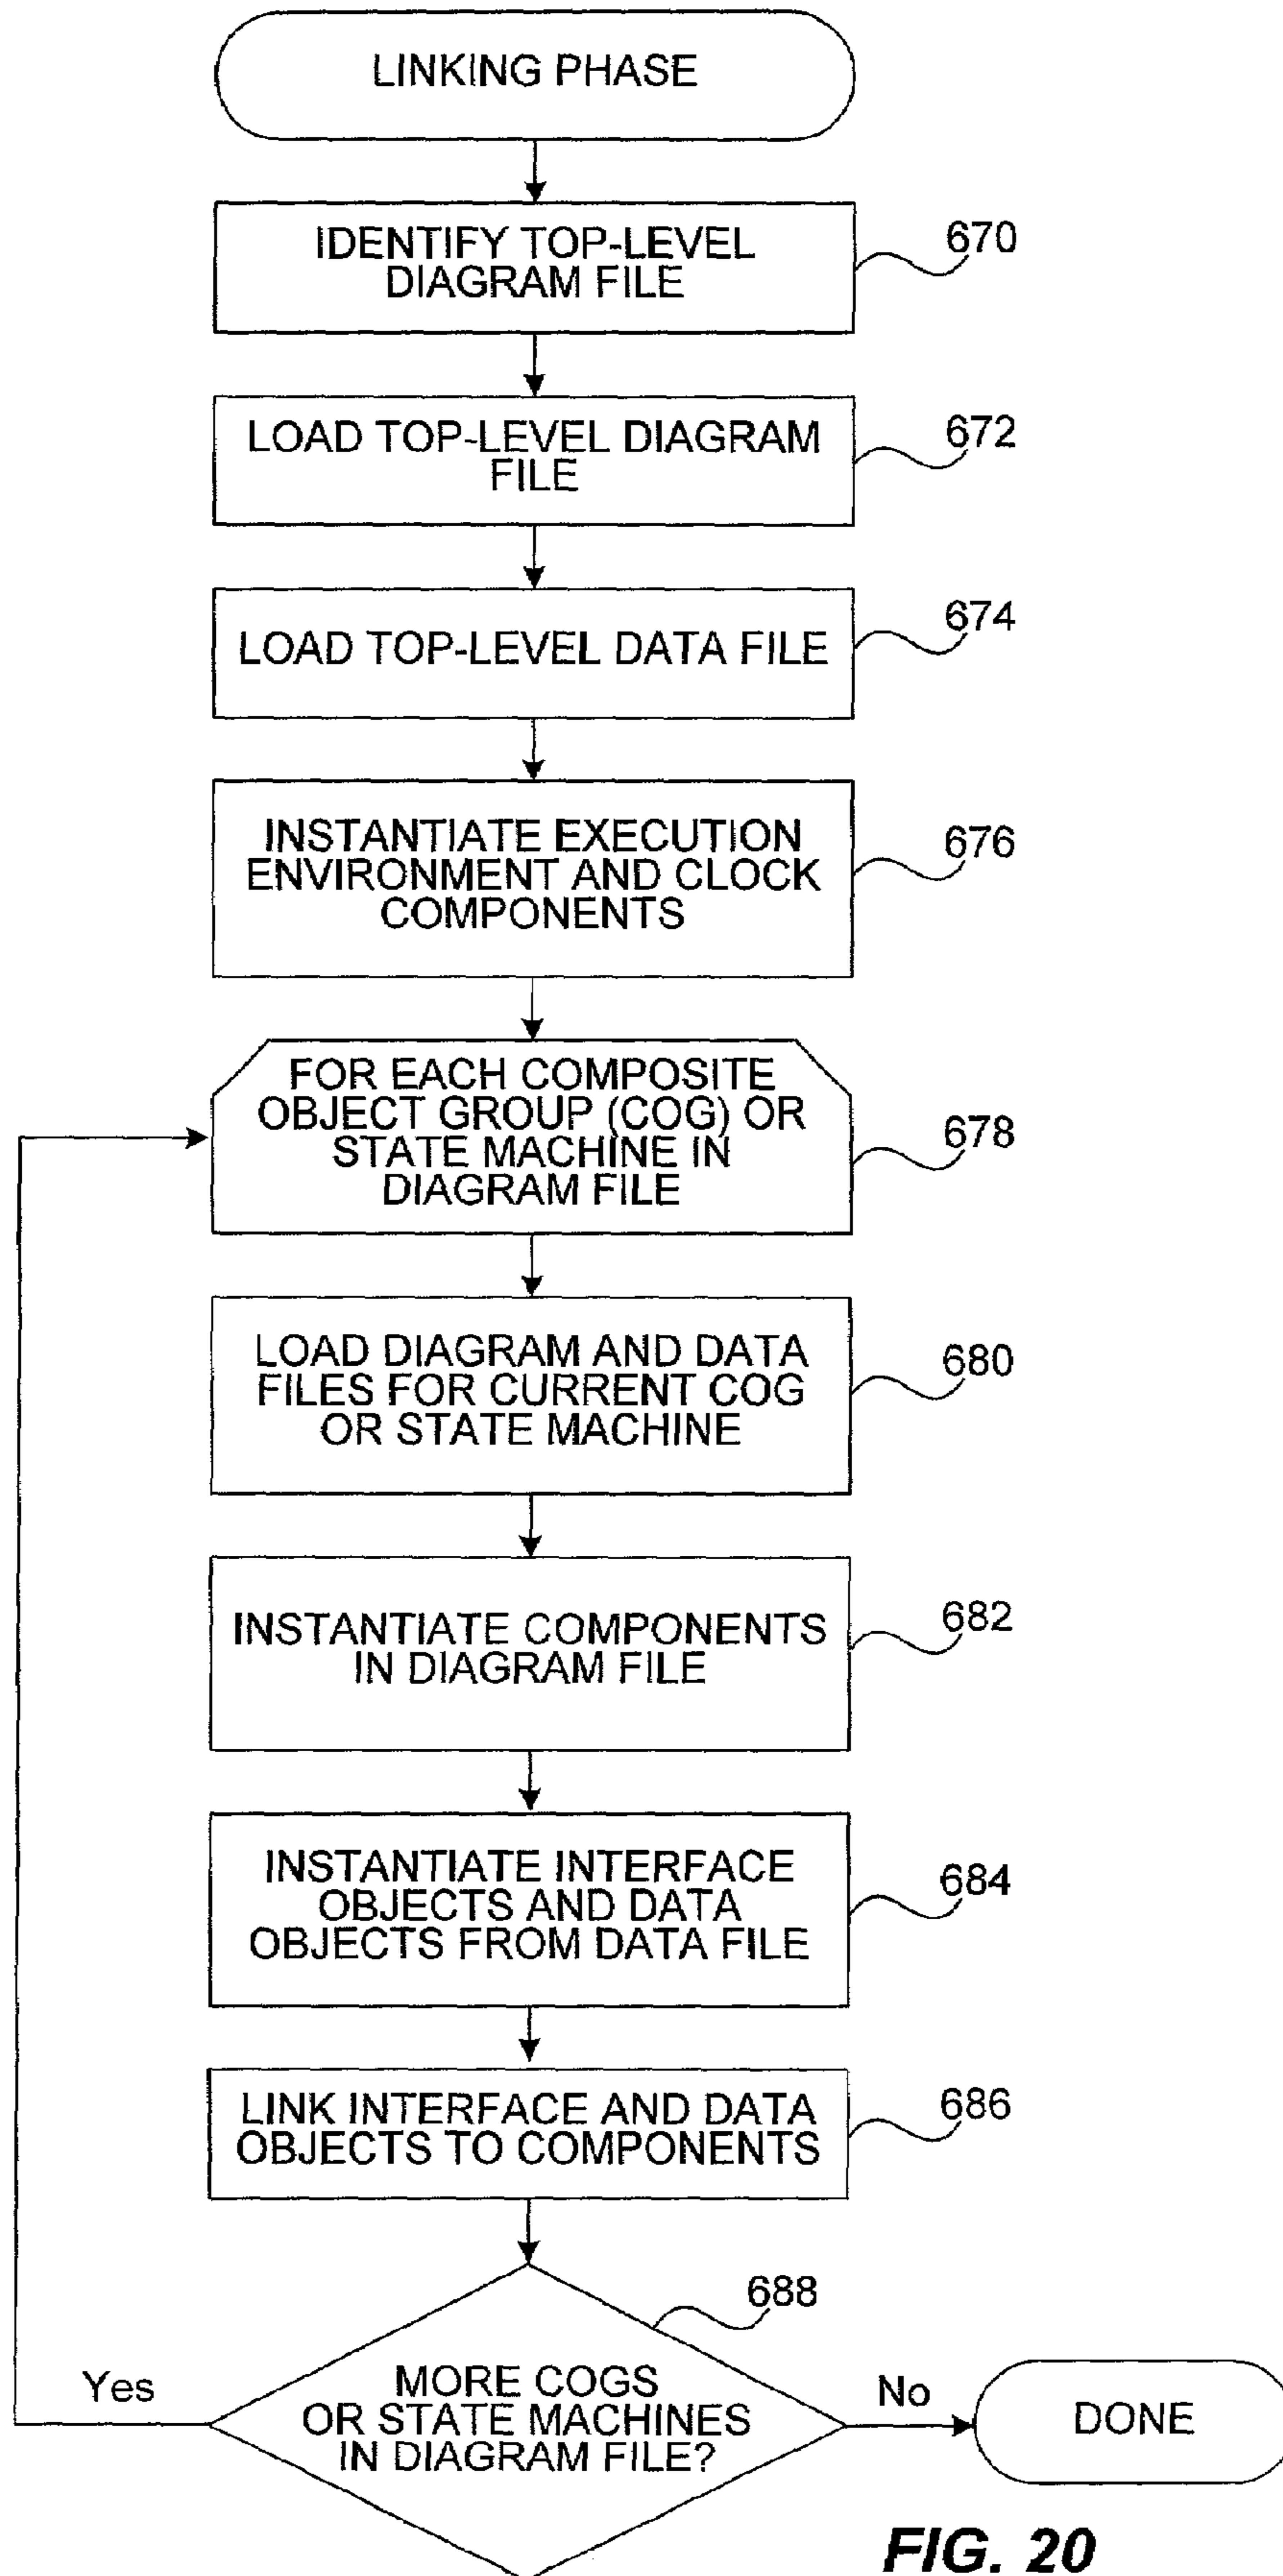 LINKING PHASE
IDENTIFY TOP-LEVEL
DIAGRAM FILE
670
LOAD TOP-LEVEL DIAGRAM
FILE
672
LOAD TOP-LEVEL DATA FILE
674
INSTANTIATE EXECUTION
ENVIRONMENT AND CLOCK
COMPONENTS
676
FOR EACH COMPOSITE
OBJECT GROUP (COG) OR
STATE MACHINE IN
DIAGRAM FILE
678
LOAD DIAGRAM AND DATA
FILES FOR CURRENT COG
OR STATE MACHINE
680
INSTANTIATE COMPONENTS
IN DIAGRAM FILE
682
INSTANTIATE INTERFACE
OBJECTS AND DATA
OBJECTS FROM DATA FILE
684
LINK INTERFACE AND DATA
OBJECTS TO COMPONENTS
686
688
Yes
MORE COGS
OR STATE MACHINES
IN DIAGRAM FILE?
No
DONE
FIG. 20